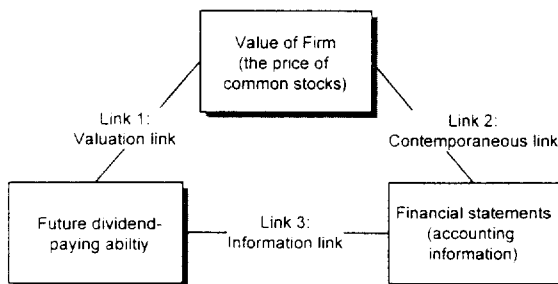 Value of Firm
(the price of
common stocks)
Link 1:
Valuation link
Link 2:
Contemporaneous link
Future dividend-
paying abiltiy
Link 3:
Information link
Financial statements
(accounting
information)